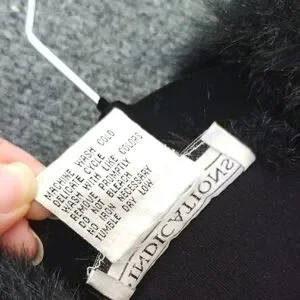 MACHINE WASH COLD
DELICATE CYCLE
WASH WITH LIKE COLORS
REMOVE PROMPTLY
DO NOT BLEACH
NO IRON NECESSARY
TUMBLE DRY LOW
INDICATIONS